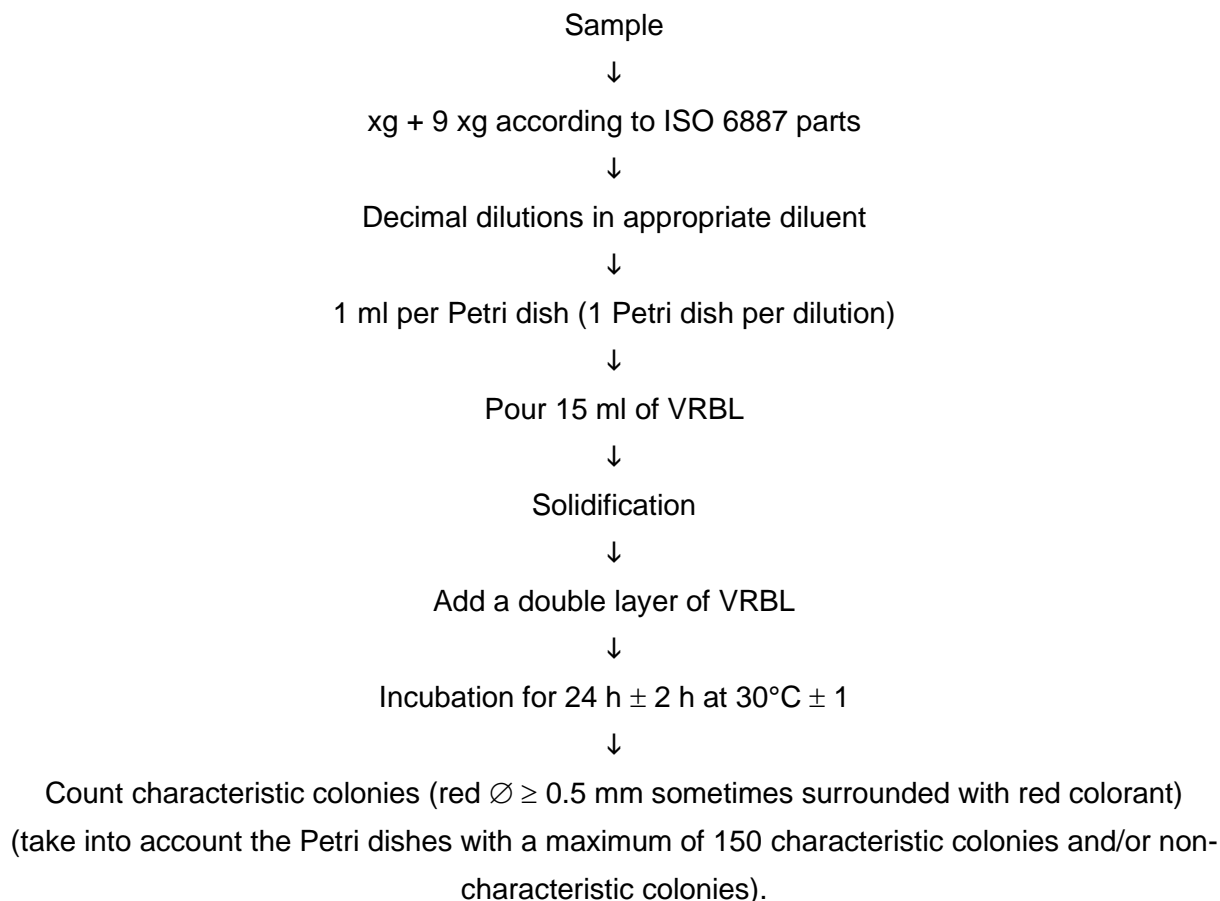 Sample
↓
xg + 9 xg according to ISO 6887 parts
↓
Decimal dilutions in appropriate diluent
↓
1 ml per Petri dish (1 Petri dish per dilution)
↓
Pour 15 ml of VRBL
↓
Solidification
↓
Add a double layer of VRBL
↓
Incubation for 24 h ± 2 h at 30°C ± 1
↓
Count characteristic colonies (red ∅ ≥ 0.5 mm sometimes surrounded with red colorant)
(take into account the Petri dishes with a maximum of 150 characteristic colonies and/or non-
characteristic colonies).